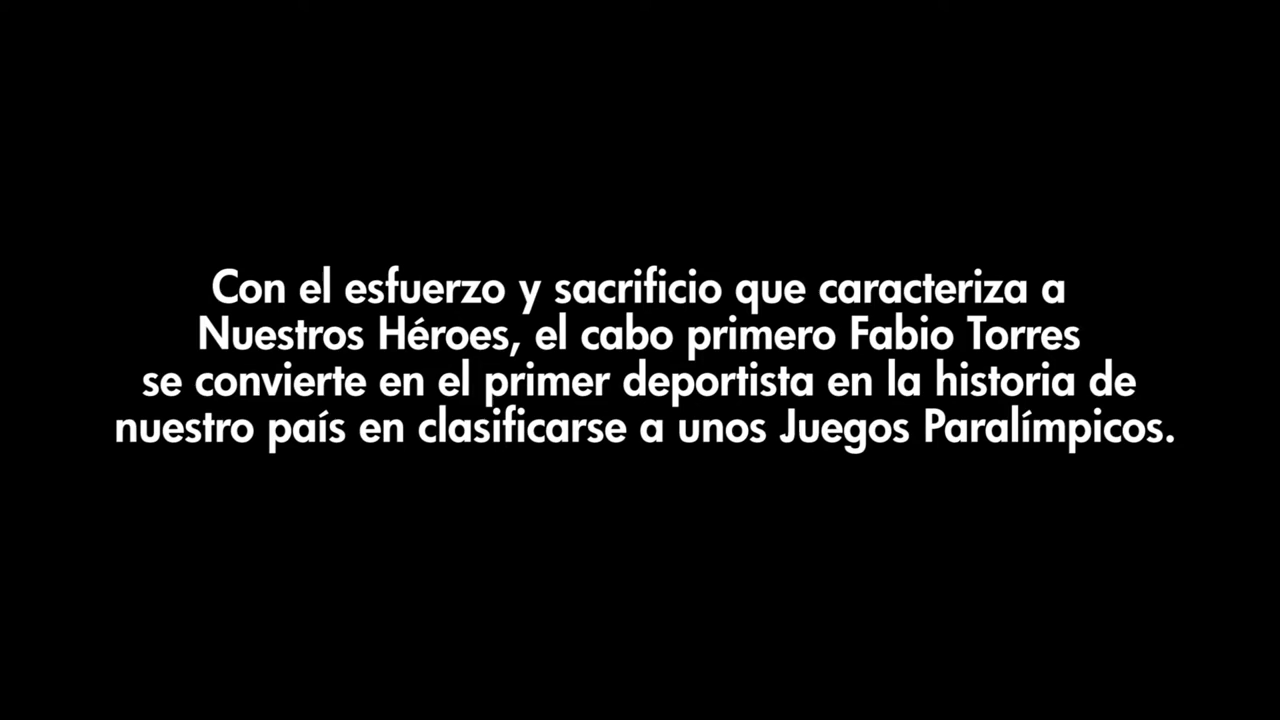 Con el esfuerzo y sacrificio que caracteriza a
Nuestros Héroes, el cabo primero Fabio Torres
se convierte en el primer deportista en la historia de
nuestro país en clasificarse a unos Juegos Paralímpicos.